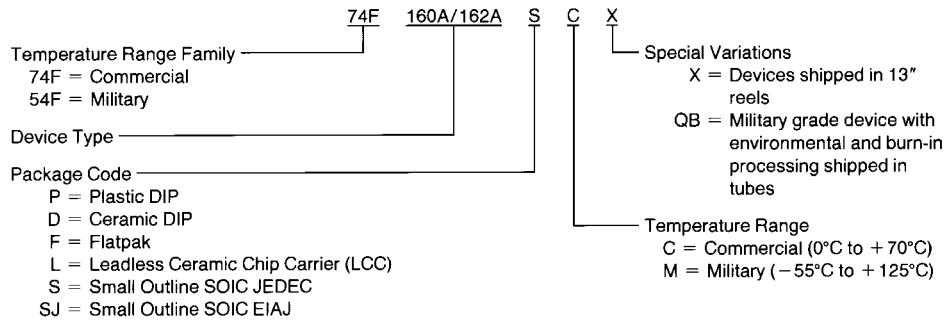 74F 160A/162A S C X
Temperature Range Family
74F = Commercial
54F = Military
Device Type
Package Code
P = Plastic DIP
D = Ceramic DIP
F = Flatpak
L = Leadless Ceramic Chip Carrier (LCC)
S = Small Outline SOIC JEDEC
SJ = Small Outline SOIC EIAJ
Special Variations
X = Devices shipped in 13″
reels
QB = Military grade device with
environmental and burn-in
processing shipped in
tubes
Temperature Range
C = Commercial (0°C to +70°C)
M = Military (−55°C to +125°C)